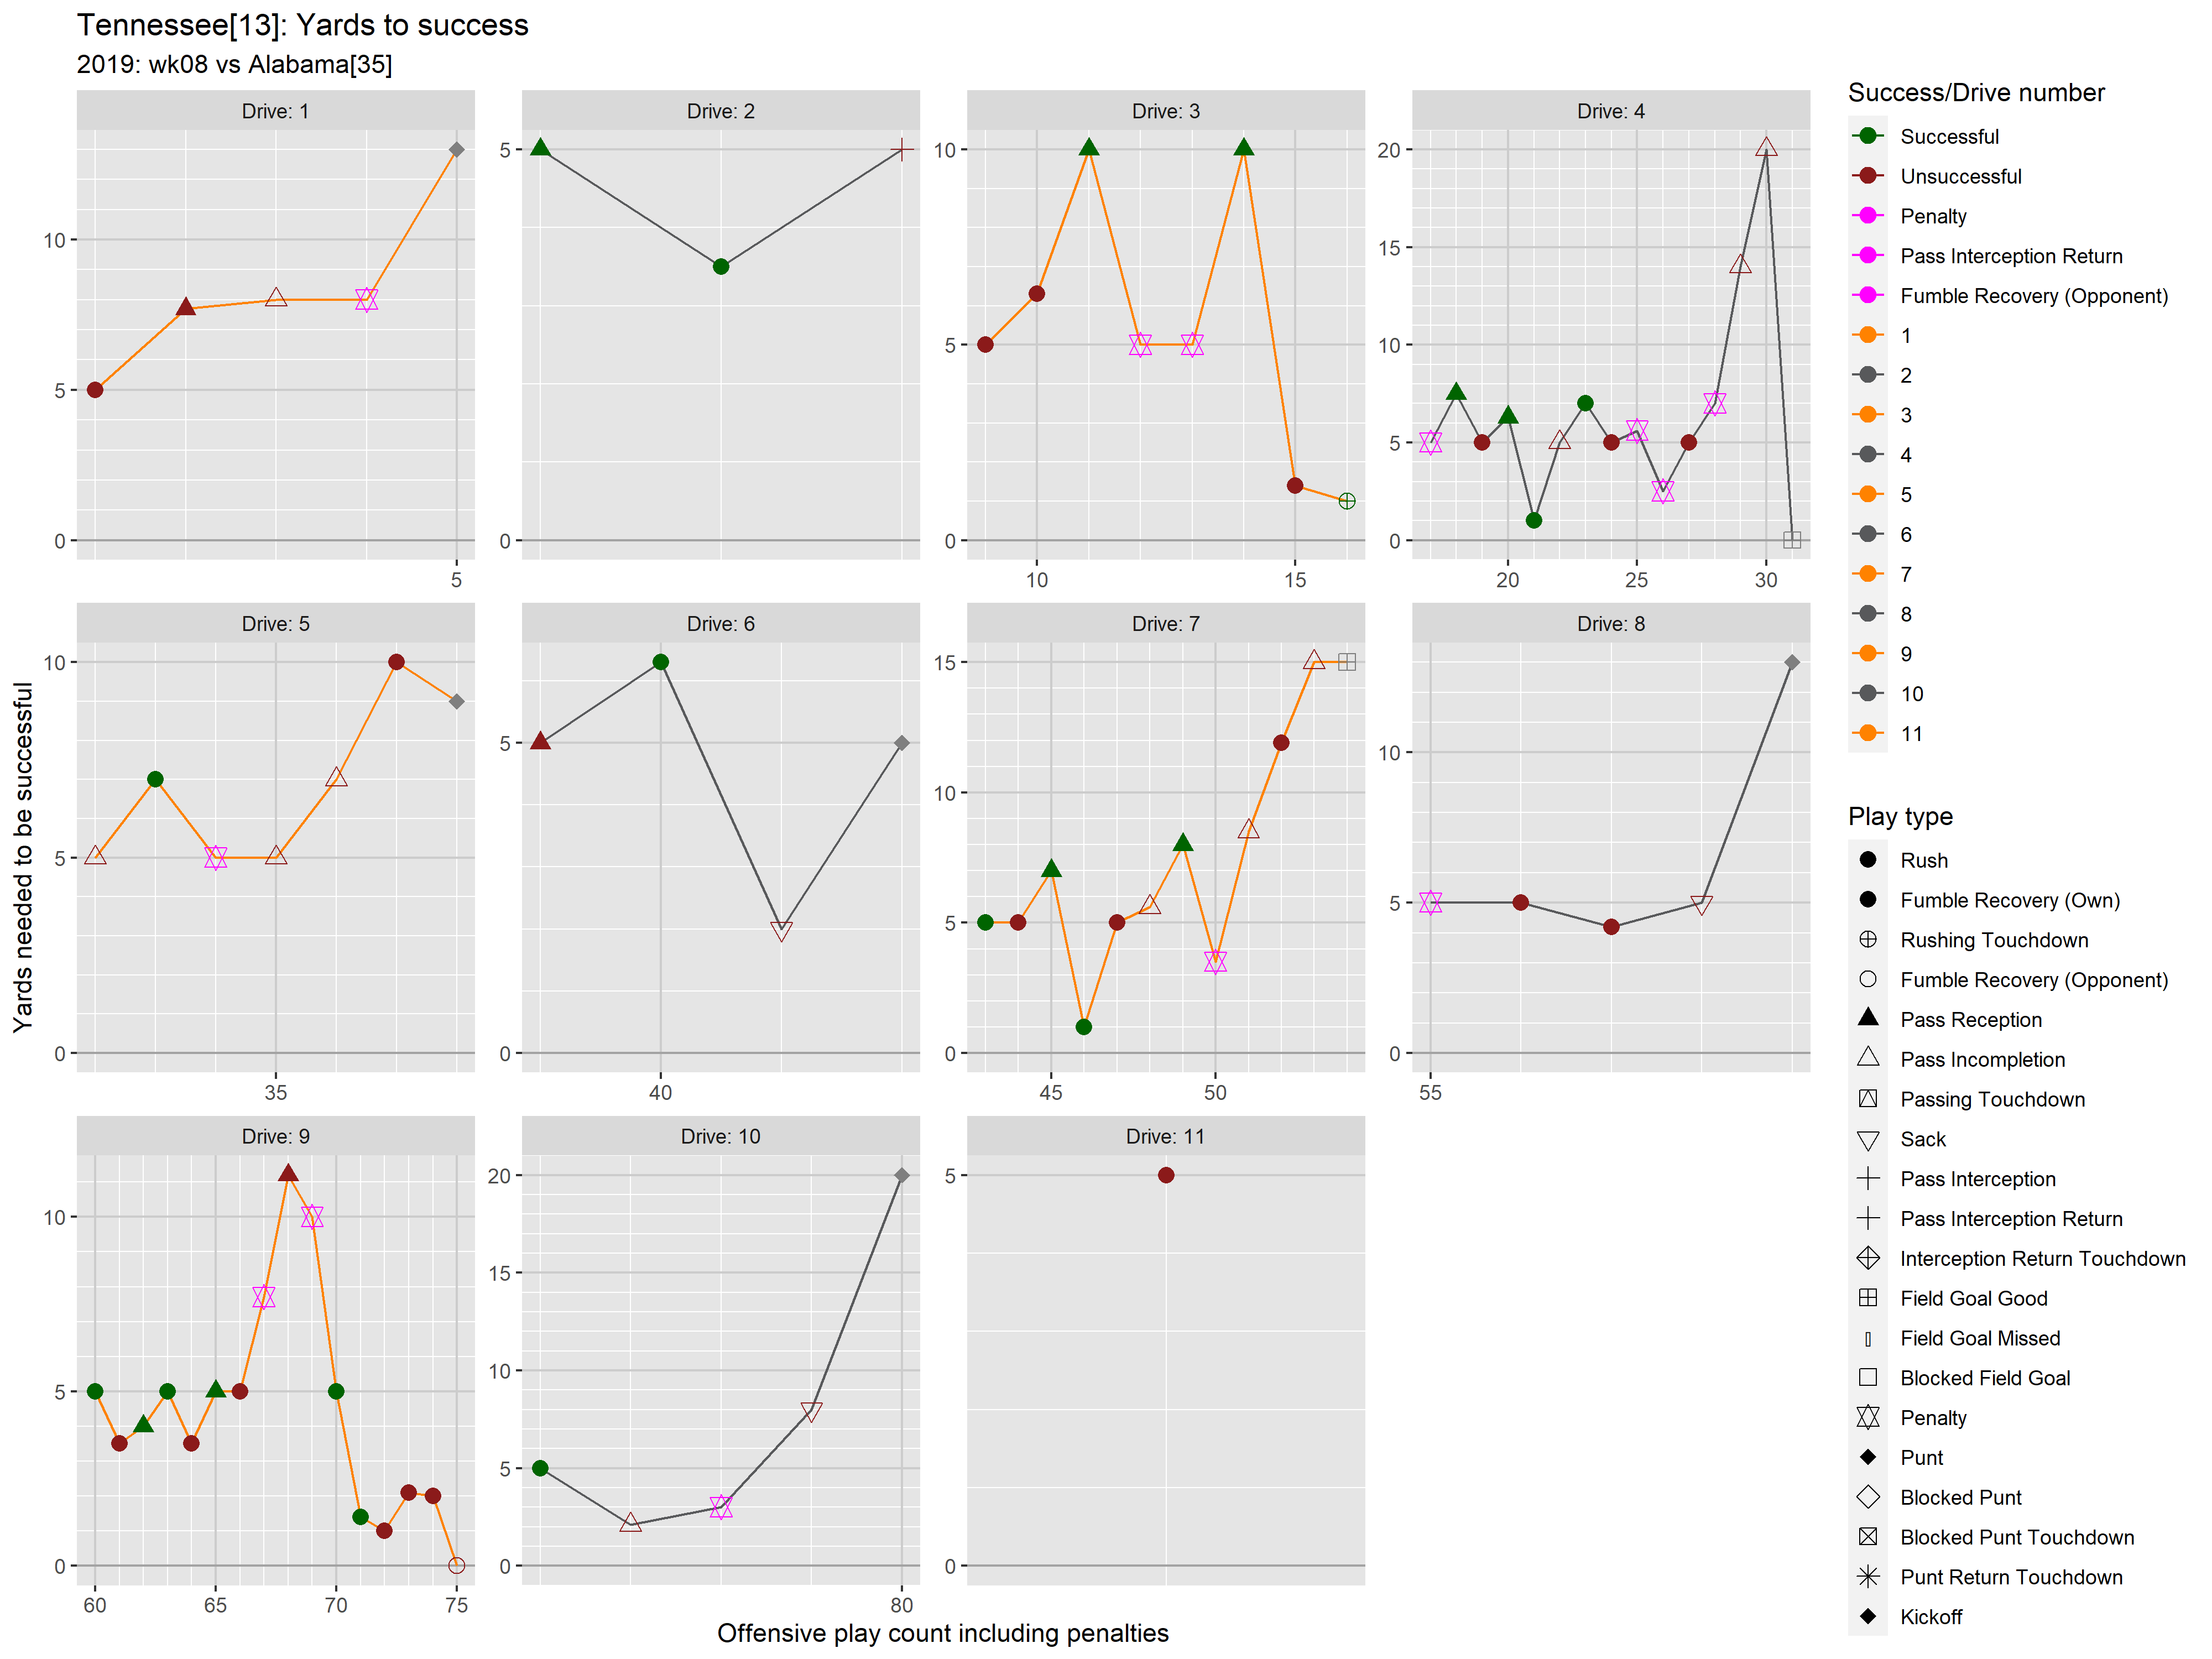 Tennessee[13]: Yards to success
2019: wk08 vs Alabama[35]
Drive: 1
Drive: 2
Drive: 3
Drive: 4
0
5
10
5
0
5
0
5
10
10
15
0
5
10
15
20
20
25
30
Drive: 5
Drive: 6
Drive: 7
Drive: 8
0
5
10
35
0
5
40
0
5
10
15
45
50
0
5
10
55
Drive: 9
Drive: 10
Drive: 11
0
5
10
60
65
70
75
0
5
10
15
20
80
0
5
Yards needed to be successful
Offensive play count including penalties
Success/Drive number
Successful
Unsuccessful
Penalty
Pass Interception Return
Fumble Recovery (Opponent)
1
2
3
4
5
6
7
8
9
10
11
Play type
Rush
Fumble Recovery (Own)
Rushing Touchdown
Fumble Recovery (Opponent)
Pass Reception
Pass Incompletion
Passing Touchdown
Sack
Pass Interception
Pass Interception Return
Interception Return Touchdown
Field Goal Good
Field Goal Missed
Blocked Field Goal
Penalty
Punt
Blocked Punt
Blocked Punt Touchdown
Punt Return Touchdown
Kickoff